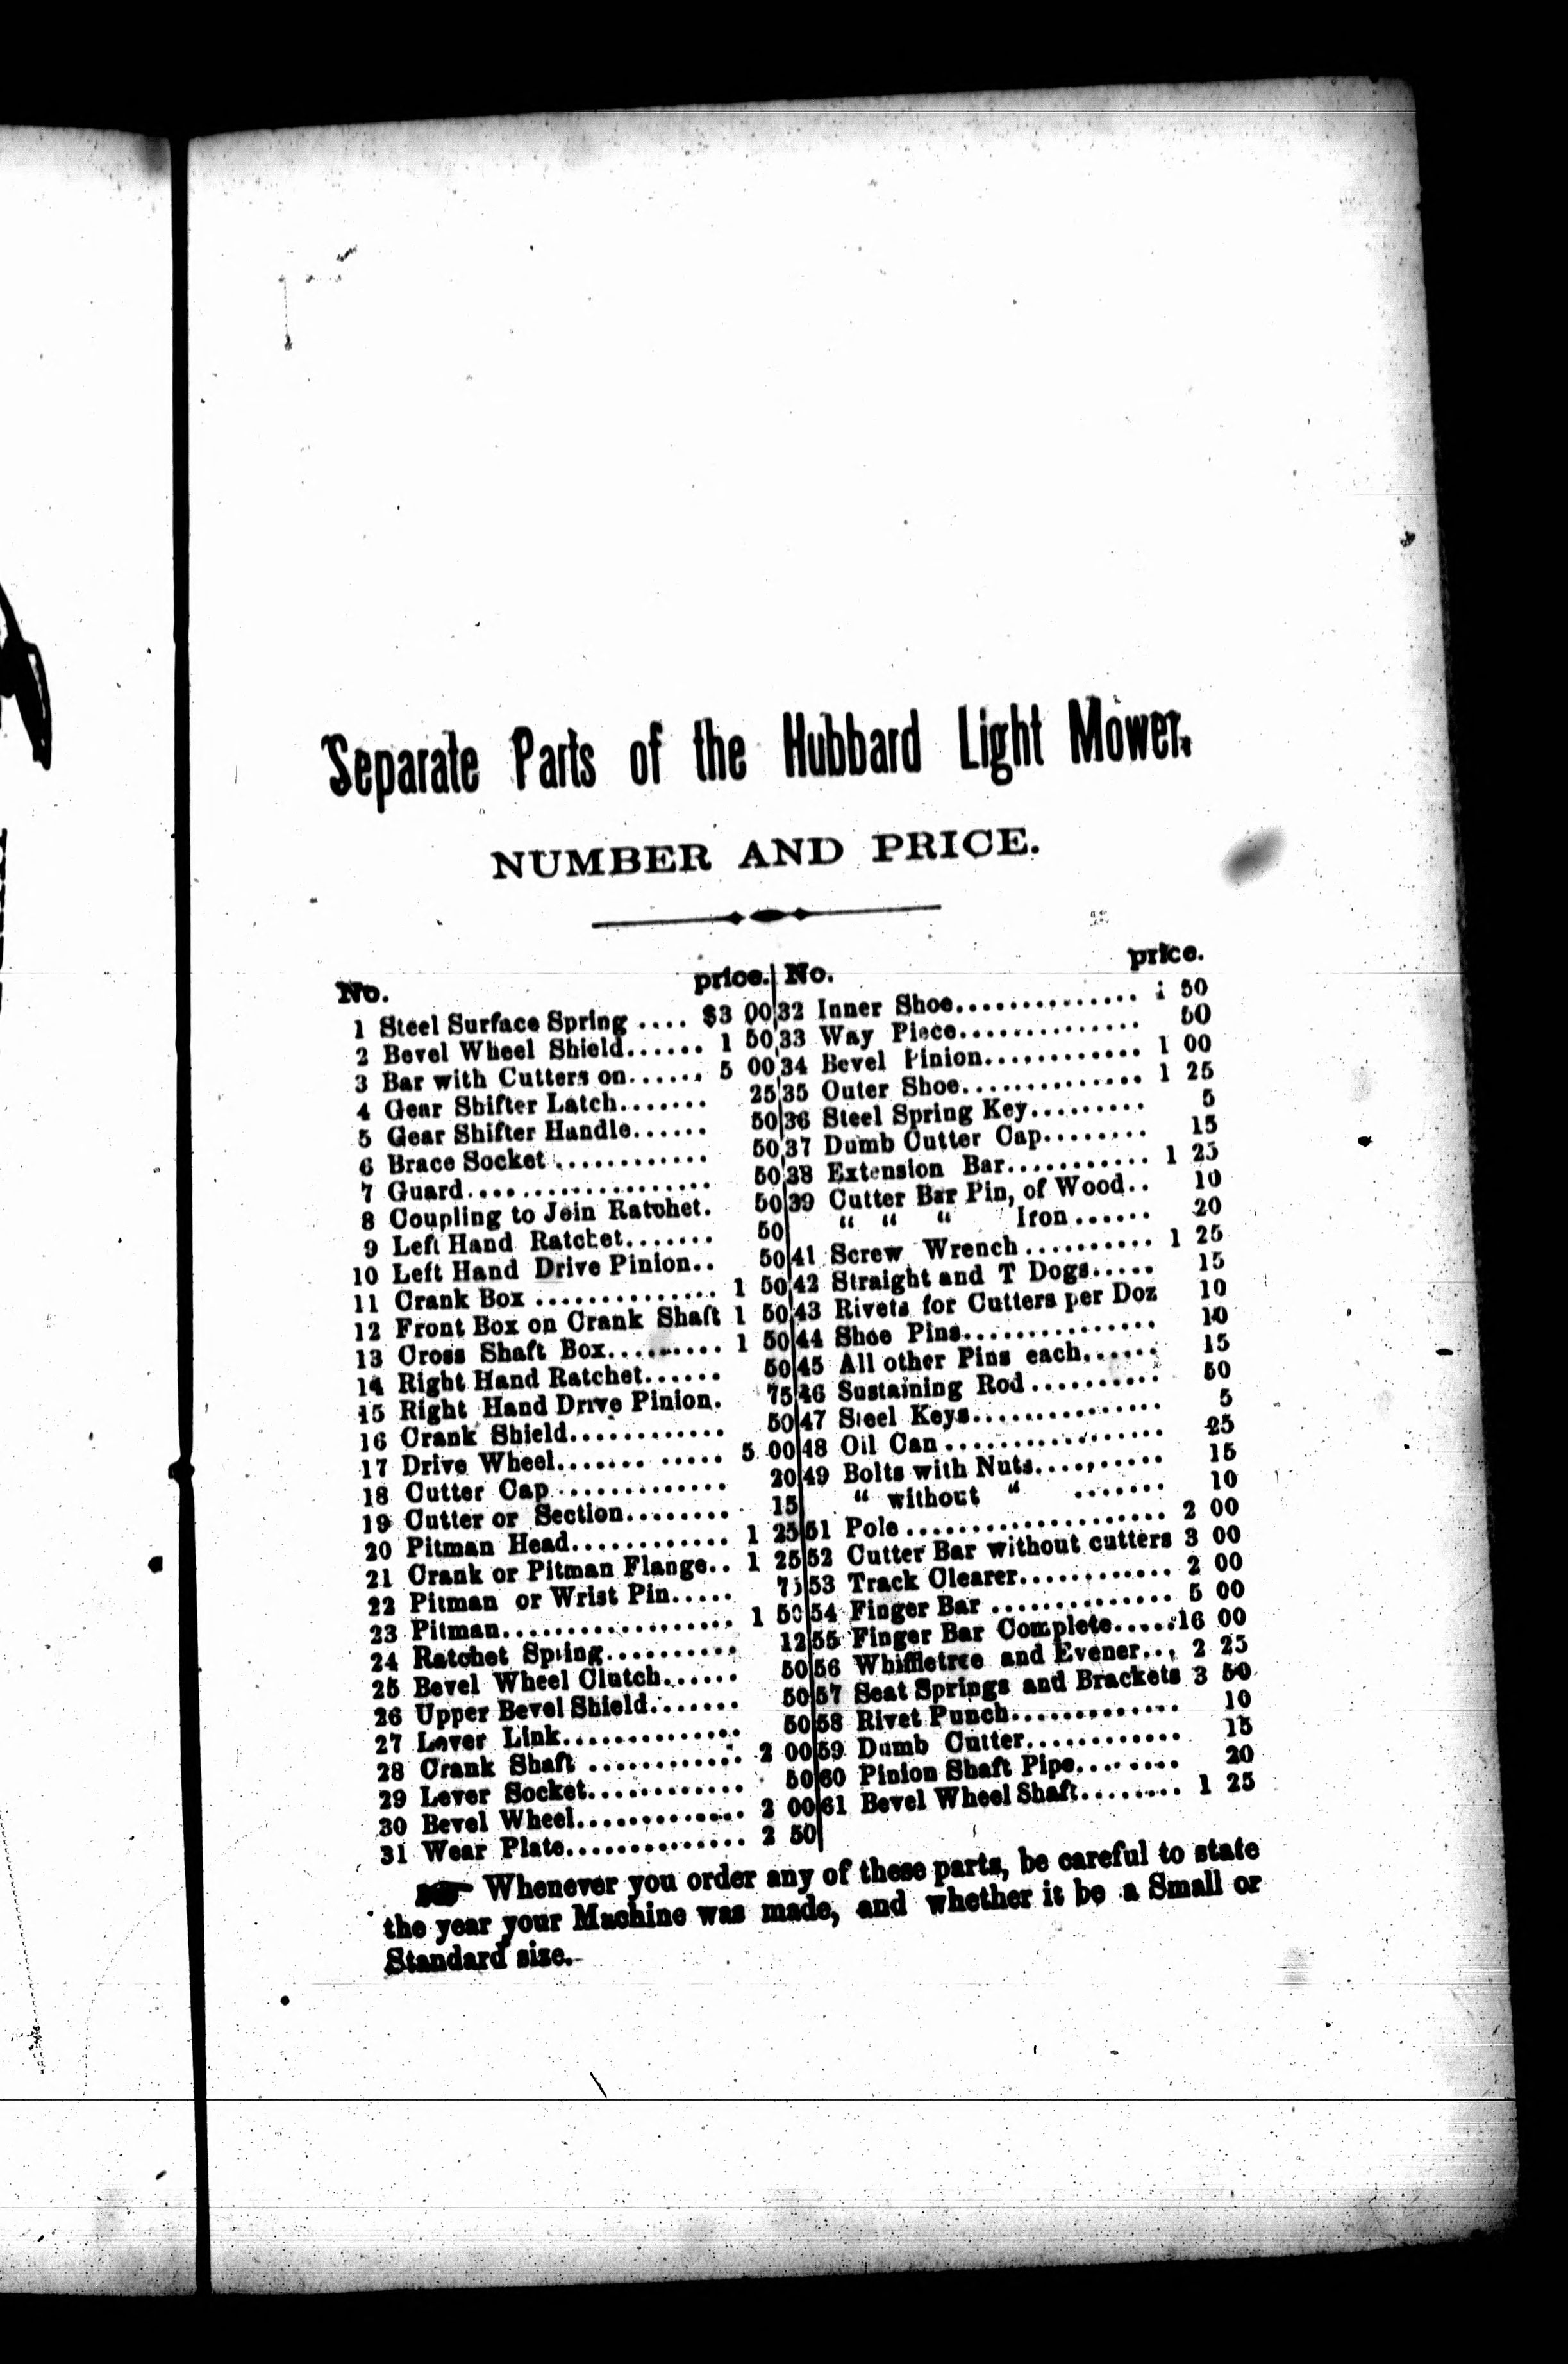 Separate Parts of the Hubbard Light Mower.
NUMBER AND PRICE.
No. price.
1 Steel Surface Spring .... $3 00
2 Bevel Wheel Shield...... 1 50
3 Bar with Cutters on...... 5 00
4 Gear Shifter Latch....... 25
5 Gear Shifter Handle...... 50
6 Brace Socket ............ 50
7 Guard................... 50
8 Coupling to Join Ratchet. 50
9 Left Hand Ratchet....... 50
10 Left Hand Drive Pinion.. 50
11 Crank Box .............. 1 50
12 Front Box on Crank Shaft 1 50
13 Cross Shaft Box.......... 1 50
14 Right Hand Ratchet...... 50
15 Right Hand Drive Pinion. 75
16 Crank Shield............ 50
17 Drive Wheel....... ..... 5 00
18 Cutter Cap ............. 20
19 Cutter or Section........ 15
20 Pitman Head............ 1 25
21 Crank or Pitman Flange.. 1 25
22 Pitman or Wrist Pin..... 75
23 Pitman.................. 1 50
24 Ratchet Spring.......... 12
25 Bevel Wheel Clutch...... 50
26 Upper Bevel Shield....... 50
27 Lever Link.............. 50
28 Crank Shaft ............ 2 00
29 Lever Socket............ 50
30 Bevel Wheel............. 2 00
31 Wear Plate.............. 2 50
No. price.
32 Inner Shoe.............. 1 50
33 Way Piece.............. 50
34 Bevel Pinion............ 1 00
35 Outer Shoe.............. 1 25
36 Steel Spring Key......... 5
37 Dumb Cutter Cap........ 15
38 Extension Bar........... 1 25
39 Cutter Bar Pin, of Wood.. 10
“ “ “ Iron...... 20
41 Screw Wrench .......... 1 25
42 Straight and T Dogs..... 15
43 Rivets for Cutters per Doz 10
44 Shoe Pins............... 10
45 All other Pins each...... 15
46 Sustaining Rod .......... 50
47 Steel Keys............... 5
48 Oil Can ................. 25
49 Bolts with Nuts.......... 15
“ without “ ....... 10
51 Pole .................... 2 00
52 Cutter Bar without cutters 3 00
53 Track Clearer............ 2 00
54 Finger Bar .............. 5 00
55 Finger Bar Complete.....16 00
56 Whiffletree and Evener... 2 25
57 Seat Springs and Brackets 3 50
58 Rivet Punch............. 10
59 Dumb Cutter............ 15
60 Pinion Shaft Pipe........ 20
61 Bevel Wheel Shaft........ 1 25
☞ Whenever you order any of these parts, be careful to state
the year your Machine was made, and whether it be a Small or
Standard size.